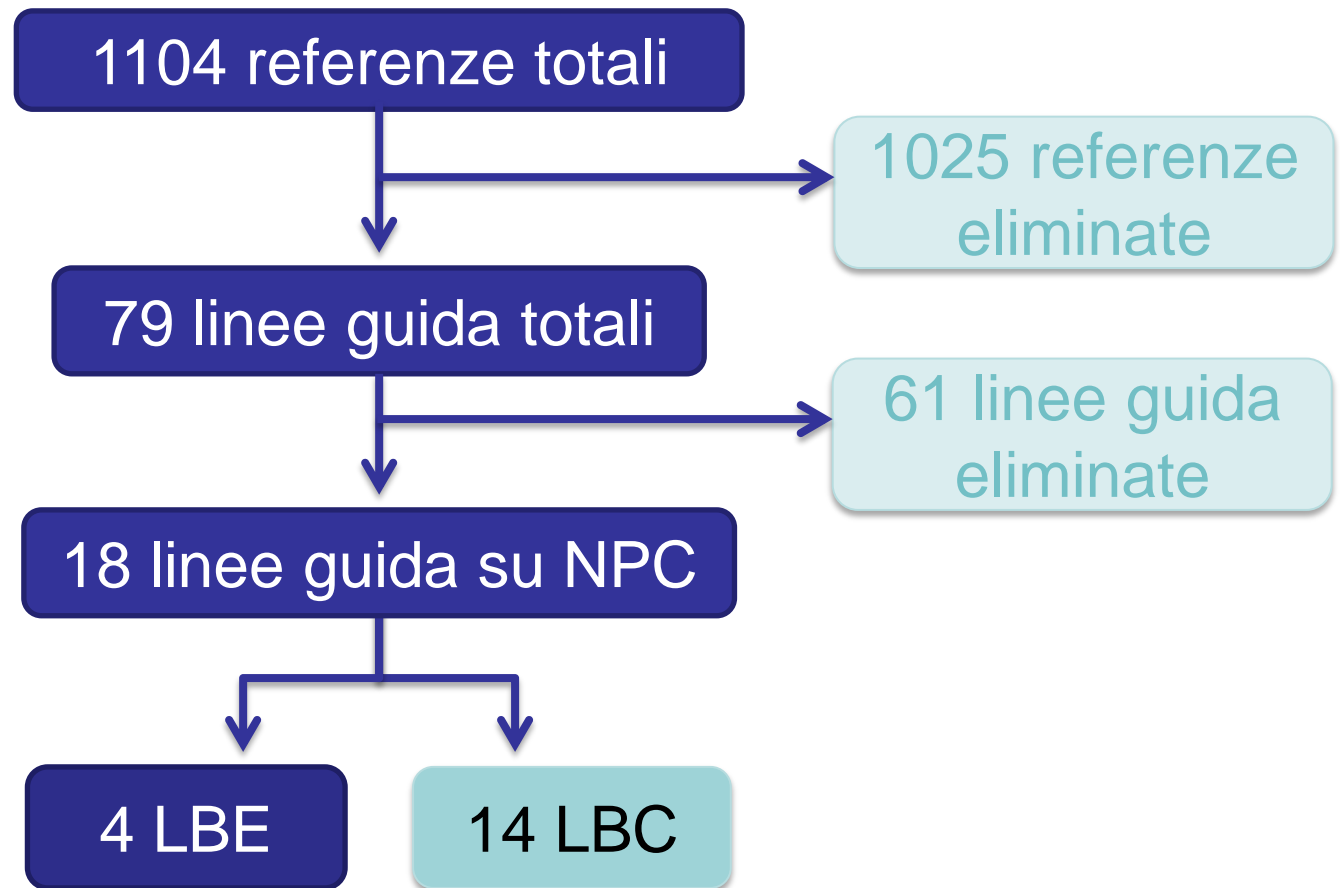 1104 referenze totali
1025 referenze
eliminate
79 linee guida totali
61 linee guida
eliminate
18 linee guida su NPC
4 LBE
14 LBC